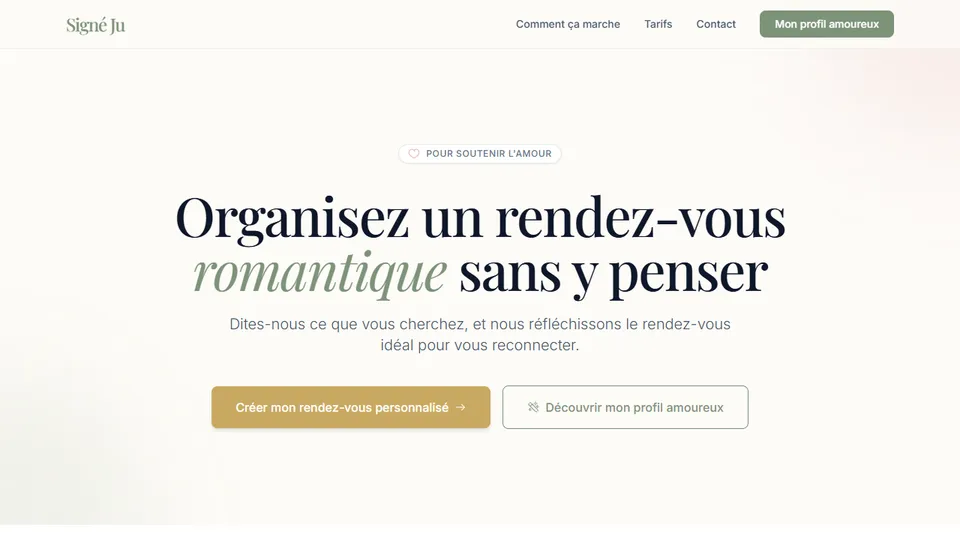 Signé Ju
Comment ça marche
Tarifs
Contact
Mon profil amoureux
POUR SOUTENIR L'AMOUR
Organisez un rendez-vous
romantique sans y penser
Dites-nous ce que vous cherchez, et nous réfléchissons le rendez-vous
idéal pour vous reconnecter.
Créer mon rendez-vous personnalisé →
Découvrir mon profil amoureux